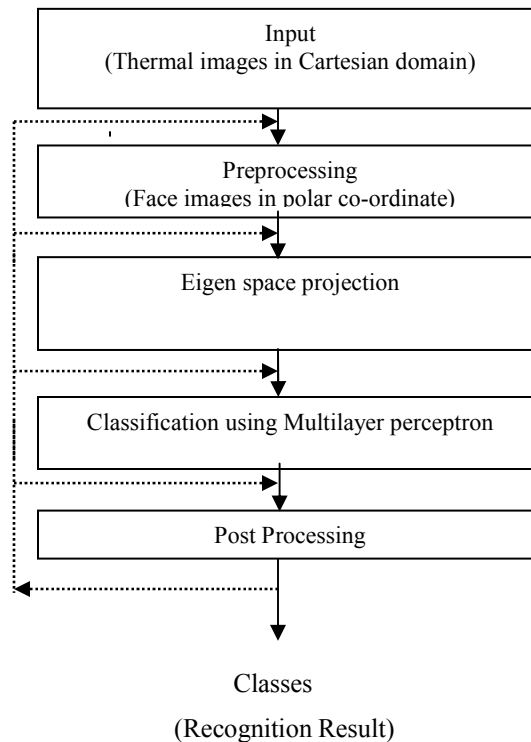 Input
(Thermal images in Cartesian domain)
Preprocessing
(Face images in polar co-ordinate)
Eigen space projection
Classification using Multilayer perceptron
Post Processing
Classes
(Recognition Result)